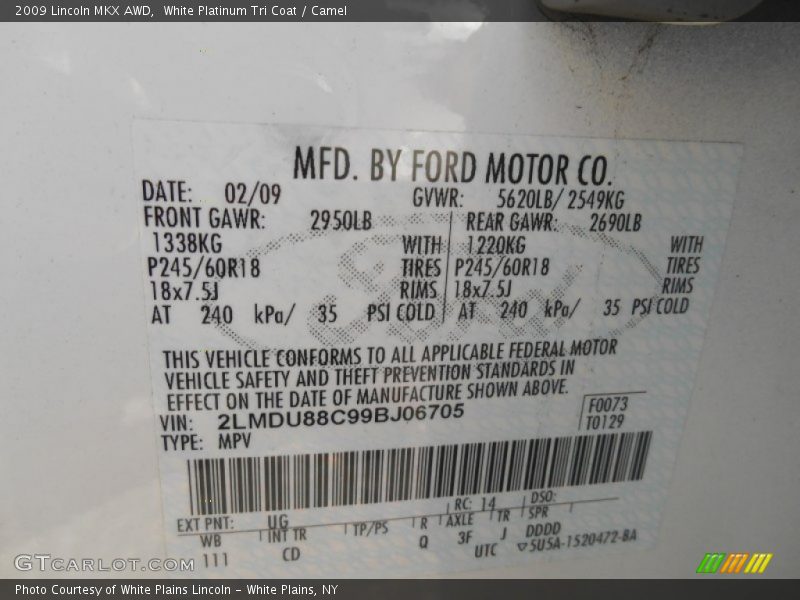 2009 Lincoln MKX AWD, White Platinum Tri Coat / Camel
MFD. BY FORD MOTOR CO.
DATE: 02/09 GVWR: 5620LB/ 2549KG
FRONT GAWR: 2950LB REAR GAWR: 2690LB
1338KG WITH 1220KG WITH
P245/60R18 TIRES P245/60R18 TIRES
18x7.5J RIMS 18x7.5J RIMS
AT 240 kPa/ 35 PSI COLD AT 240 kPa/ 35 PSI COLD
THIS VEHICLE CONFORMS TO ALL APPLICABLE FEDERAL MOTOR
VEHICLE SAFETY AND THEFT PREVENTION STANDARDS IN
EFFECT ON THE DATE OF MANUFACTURE SHOWN ABOVE.
VIN: 2LMDU88C99BJ06705 F0073
TYPE: MPV T0129
EXT PNT: UG RC: 14 DSO:
WB INT TR TP/PS R AXLE TR SPR
111 CD Q 3F J DDDD
UTC ▽5U5A-1520472-BA
Ford
GTCarLot.com
Photo Courtesy of White Plains Lincoln - White Plains, NY